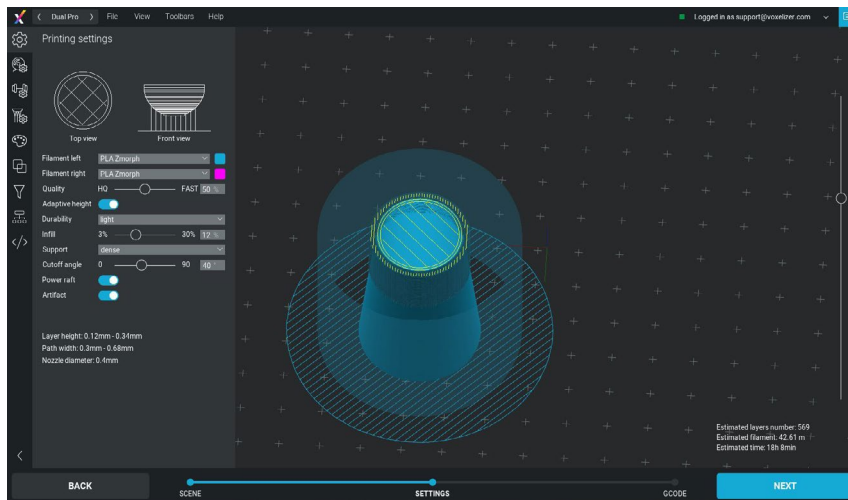 Dual Pro File View Toolbars Help Logged in as support@voxelizer.com
Printing settings
Top view Front view
Filament left PLA Zmorph
Filament right PLA Zmorph
Quality HQ FAST 50 %
Adaptive height
Durability light
Infill 3% 30% 12 %
Support dense
Cutoff angle 0 90 40 °
Power raft
Artifact
Layer height: 0.12mm - 0.34mm
Path width: 0.3mm - 0.68mm
Nozzle diameter: 0.4mm
Estimated layers number: 569
Estimated filament: 42.61 m
Estimated time: 18h 8min
BACK SCENE SETTINGS GCODE NEXT